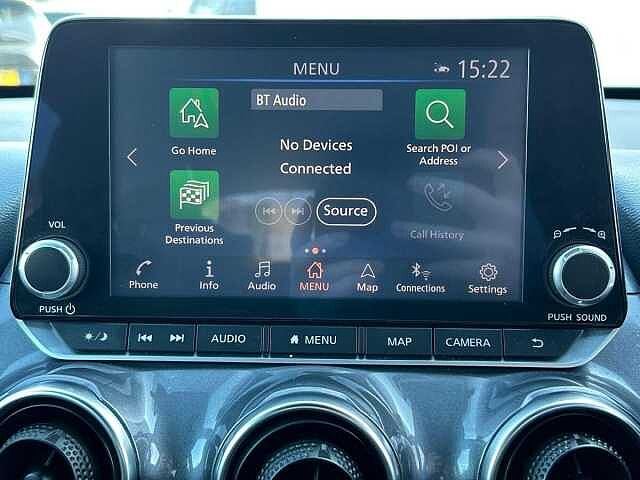 MENU
15:22
BT Audio
Go Home
No Devices
Connected
Search POI or
Address
Previous
Destinations
Source
Call History
Phone
Info
Audio
MENU
Map
Connections
Settings
VOL
PUSH
PUSH SOUND
AUDIO
MENU
MAP
CAMERA